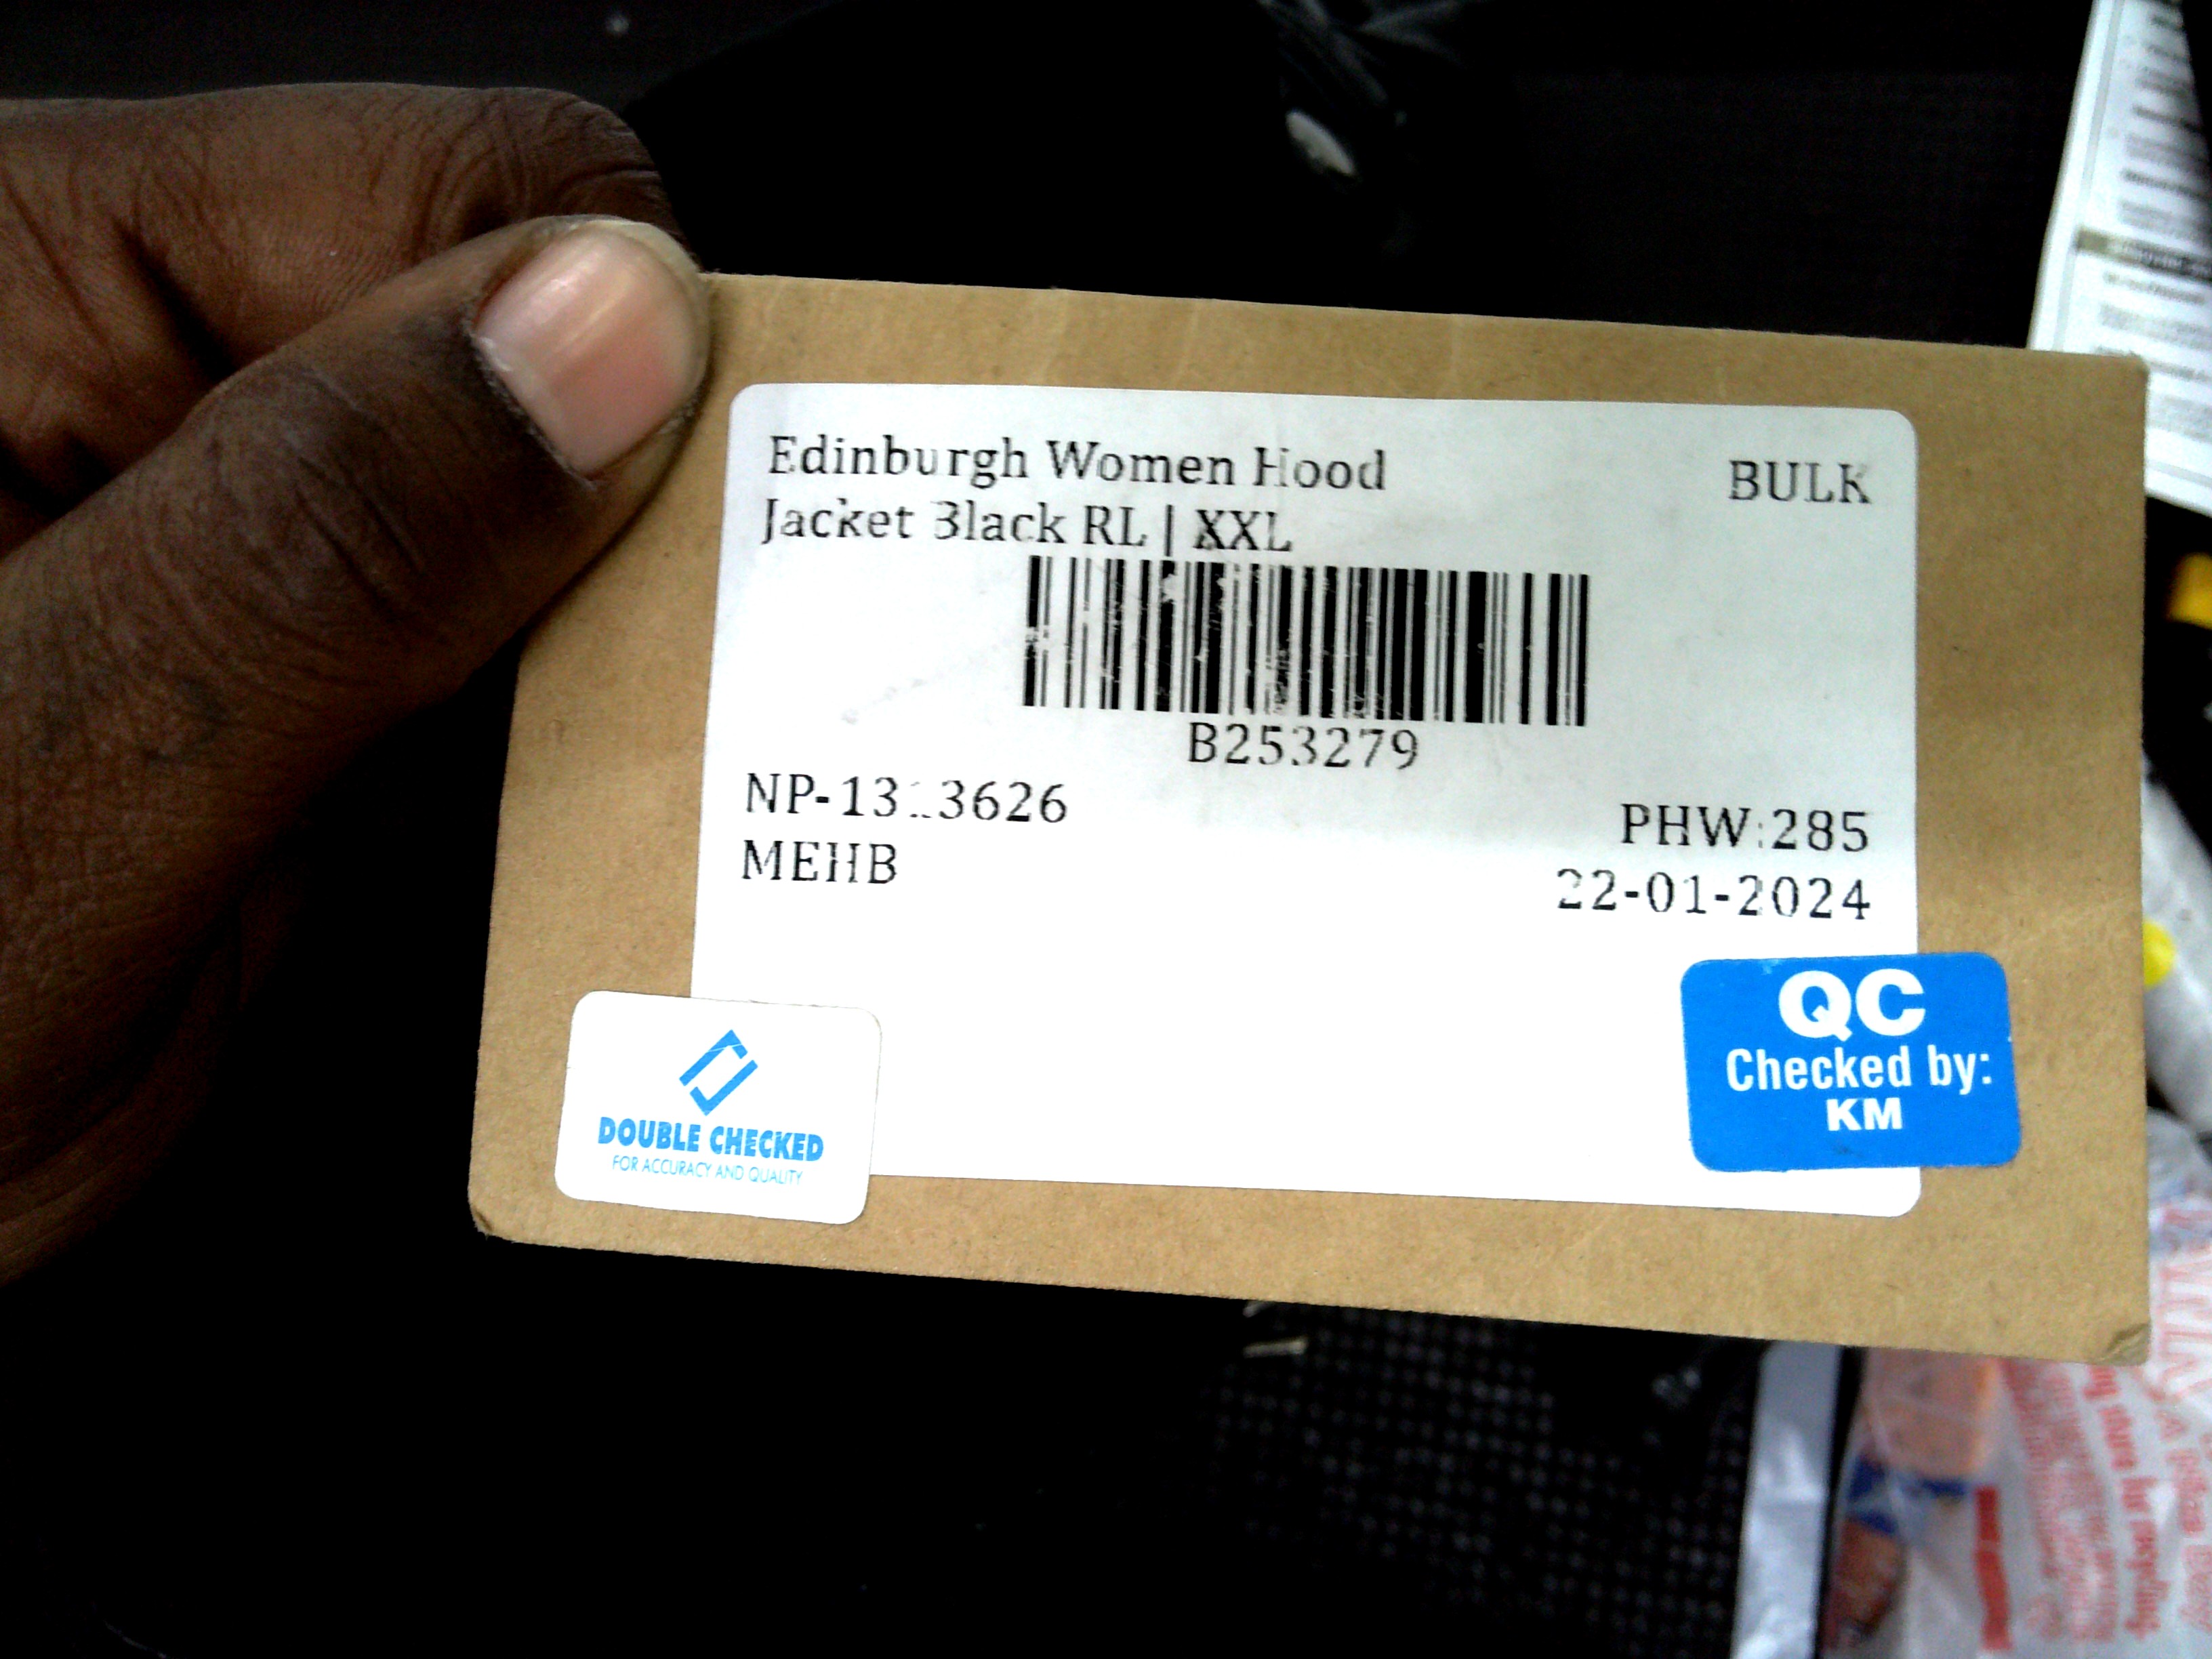 Edinburgh Women Hood
Jacket Black RL | XXL
BULK
B253279
MEHB
PHW:285
22-01-2024
DOUBLE CHECKED
FOR ACCURACY AND QUALITY
QC
Checked by:
KM